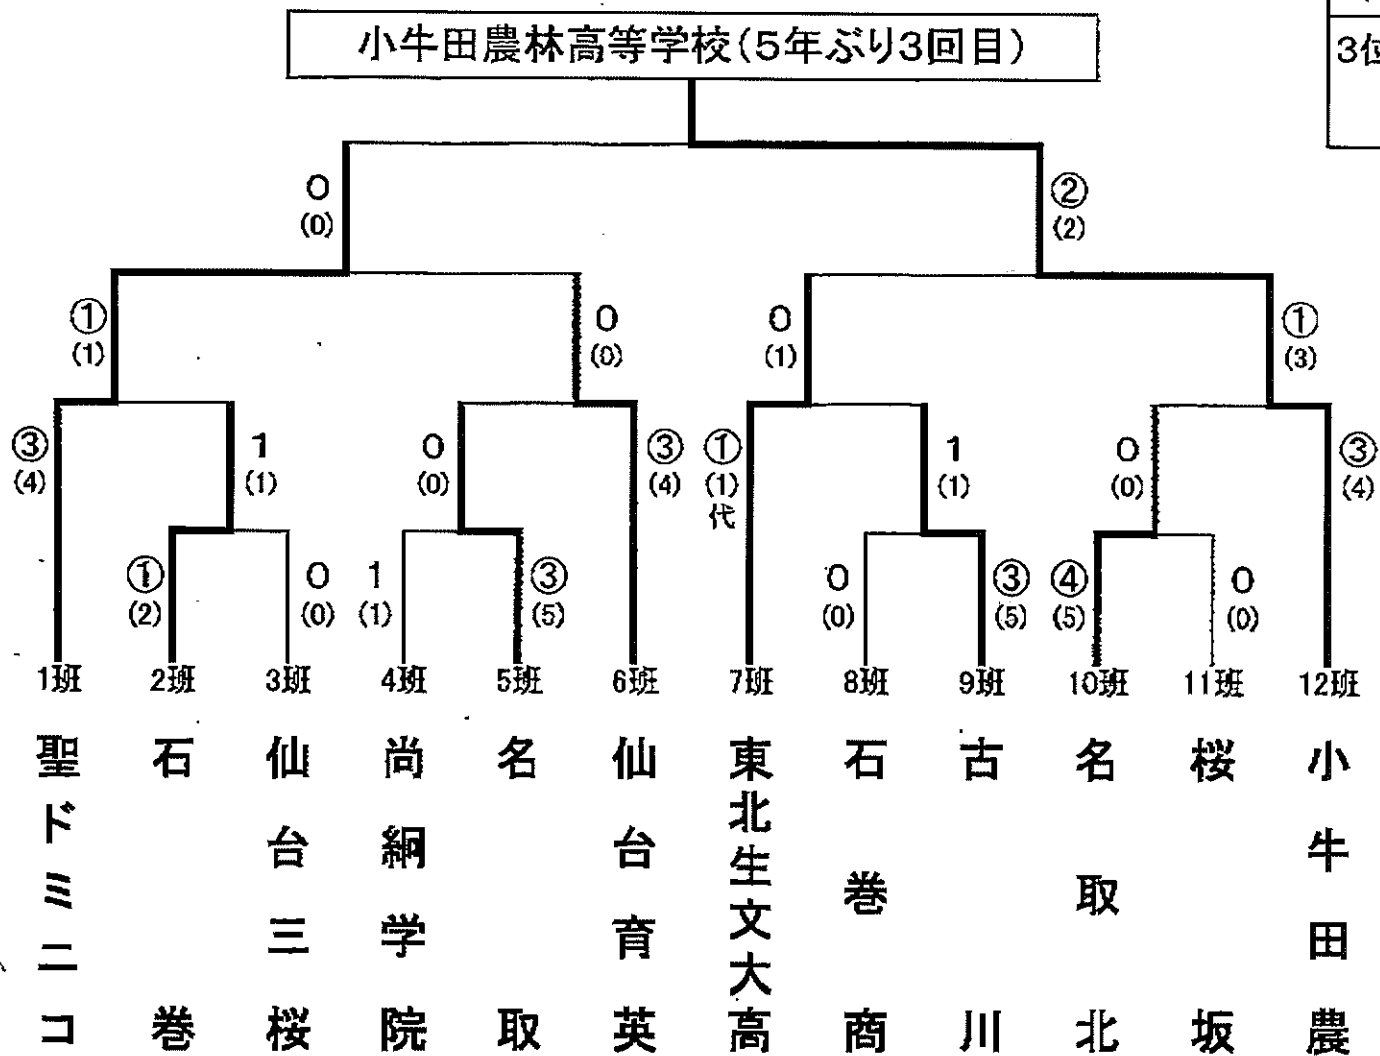 小牛田農林高等学校(5年ぶり3回目)
3位
0
(0)
②
(2)
①
(1)
0
(0)
0
(1)
①
(3)
③
(4)
1
(1)
0
(0)
③
(4)
①
(1)
代
1
(1)
0
(0)
③
(4)
①
(2)
0
(0)
1
(1)
③
(5)
0
(0)
③
(5)
④
(5)
0
(0)
1班 2班 3班 4班 5班 6班 7班 8班 9班 10班 11班 12班
聖ドミニコ
石巻
仙台三桜
尚絅学院
名取
仙台育英
東北生文大高
石巻商
古川
名取北
桜坂
小牛田農